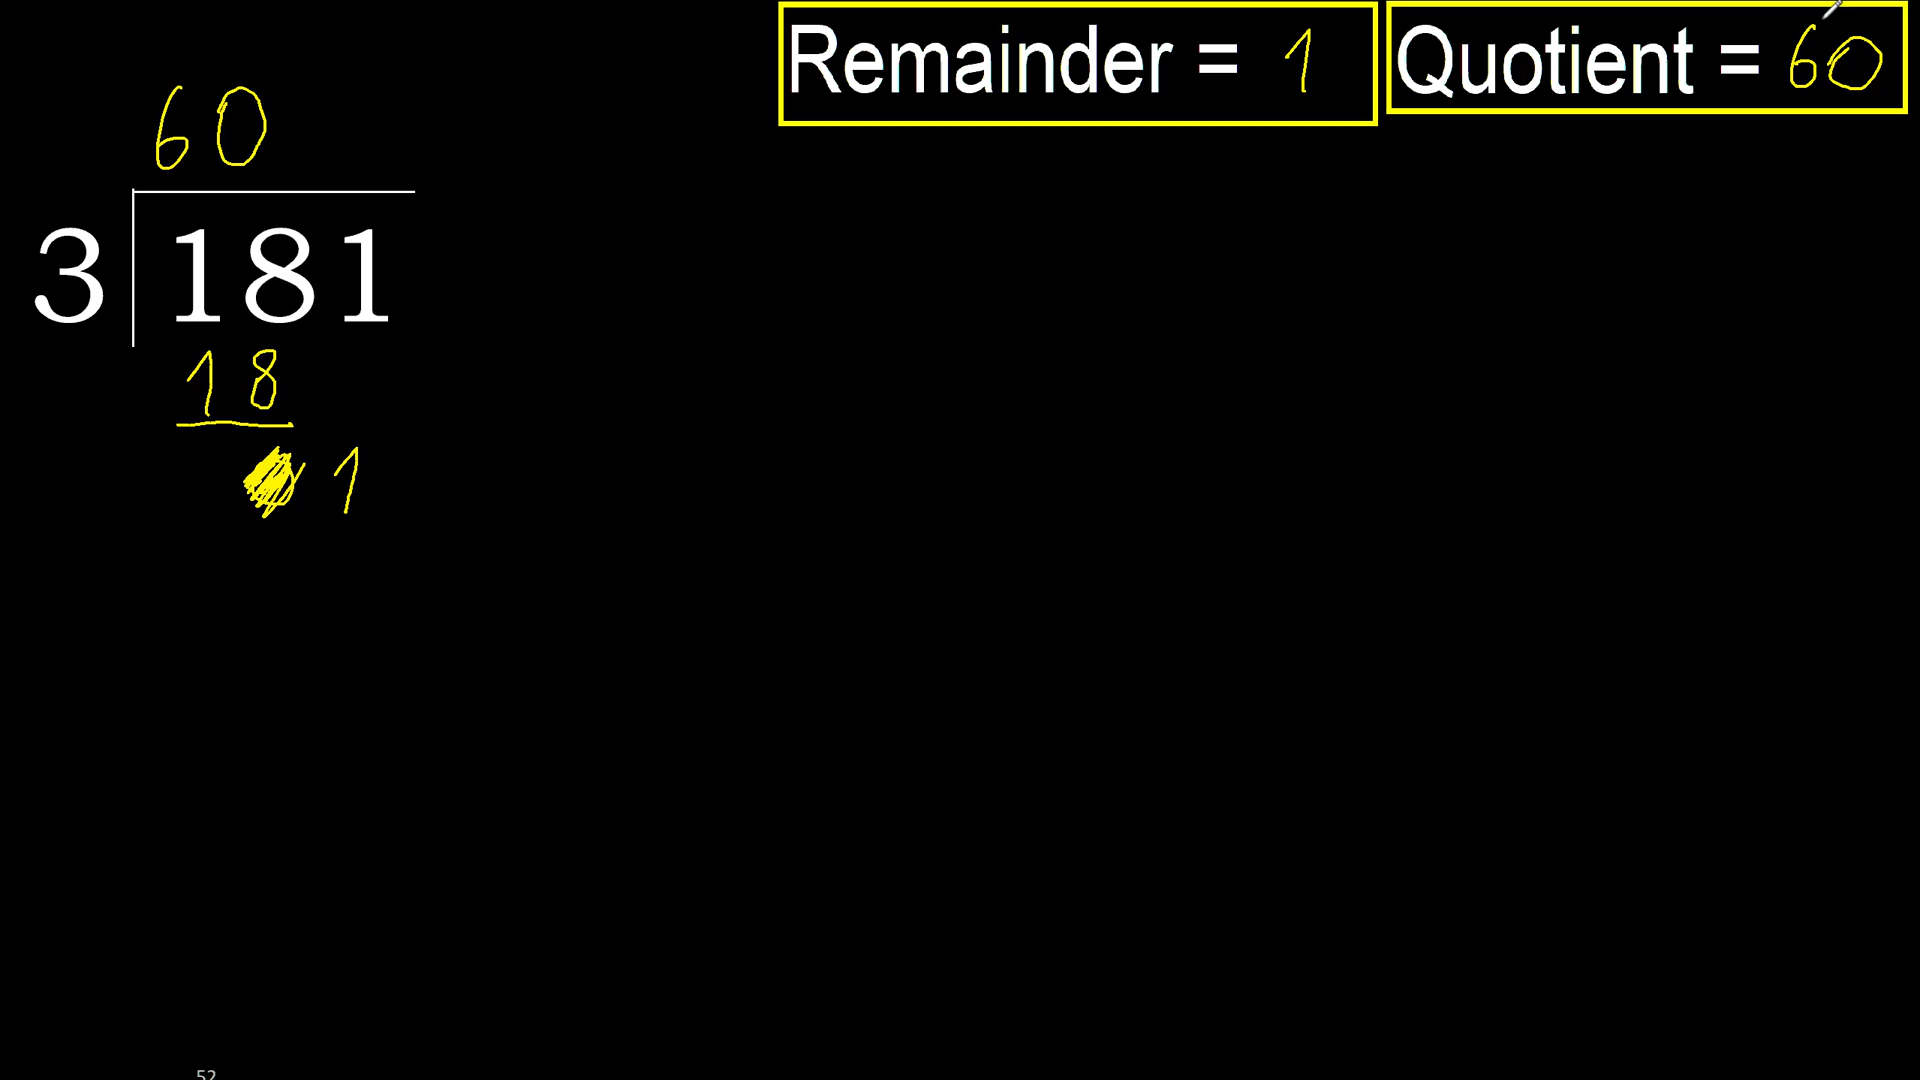 Remainder = 1
Quotient = 60
60
3 181
18
1
52